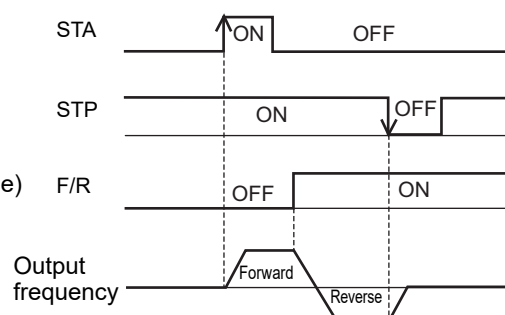 STA ON OFF
STP ON OFF
e) F/R OFF ON
Output
frequency
Forward
Reverse